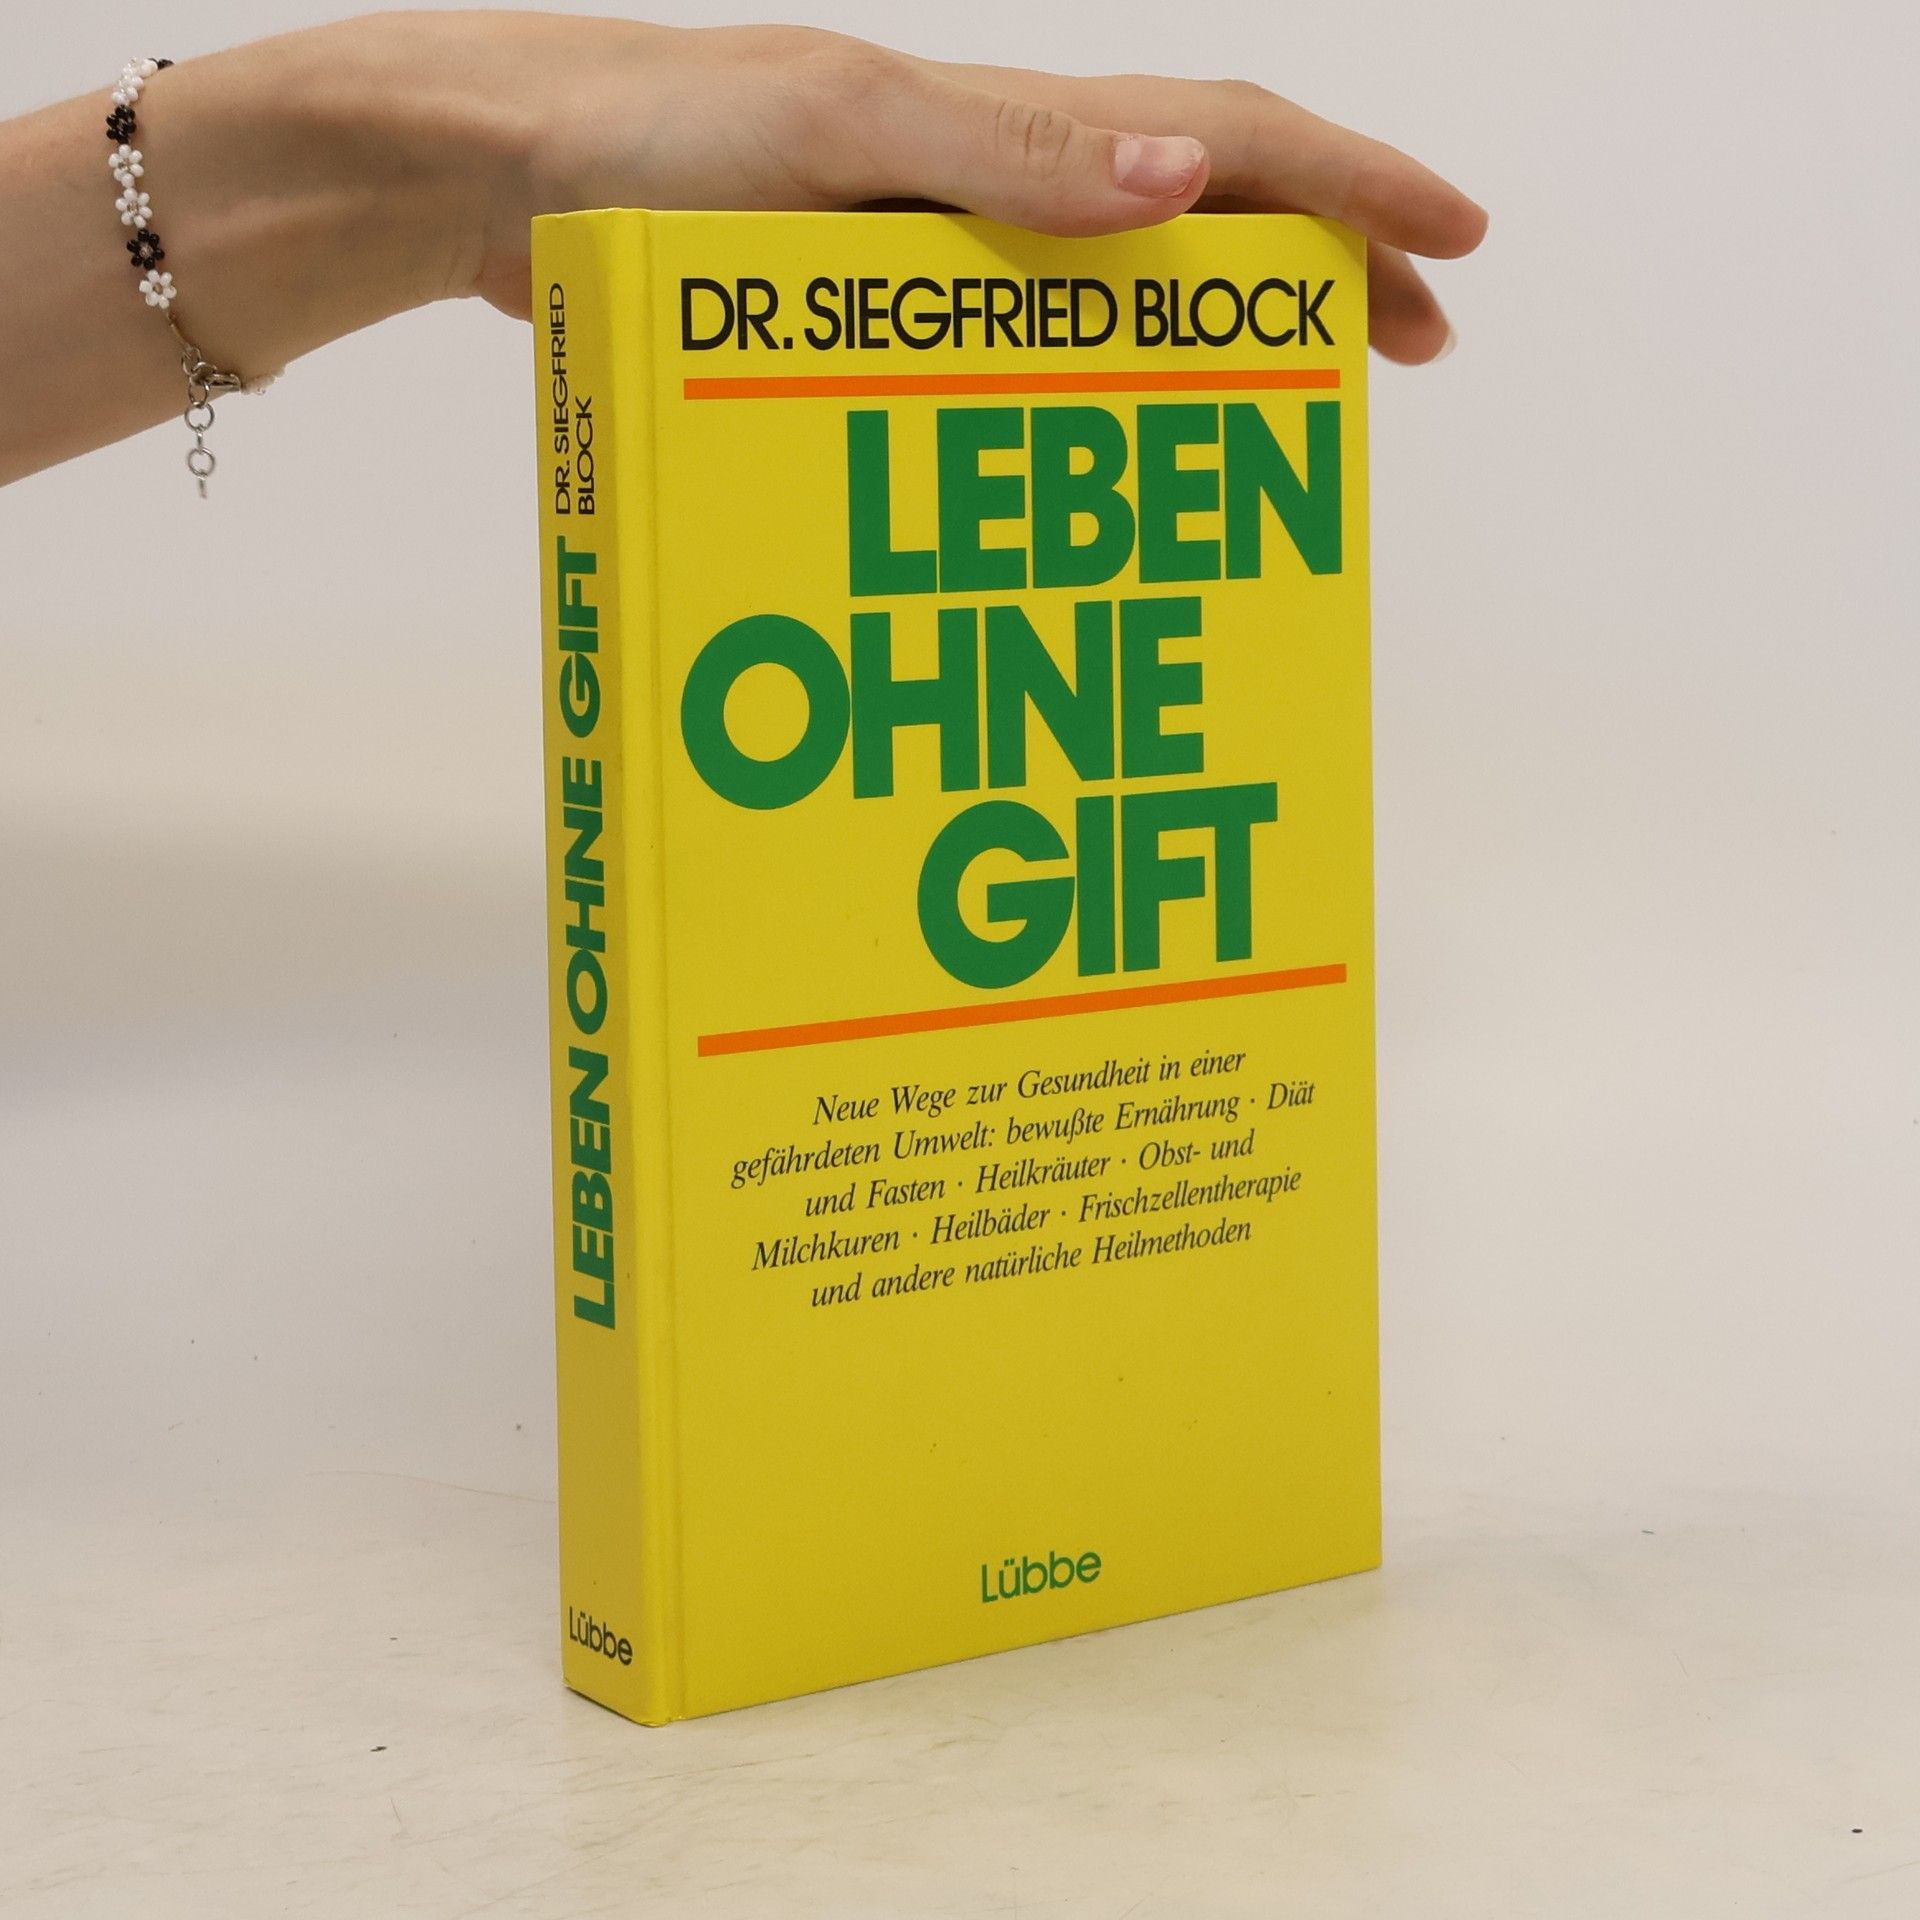 DR. SIEGFRIED
BLOCK
LEBEN OHNE GIFT
Lübbe
DR. SIEGFRIED BLOCK
LEBEN
OHNE
GIFT
Neue Wege zur Gesundheit in einer
gefährdeten Umwelt: bewußte Ernährung · Diät
und Fasten · Heilkräuter · Obst- und
Milchkuren · Heilbäder · Frischzellentherapie
und andere natürliche Heilmethoden
Lübbe